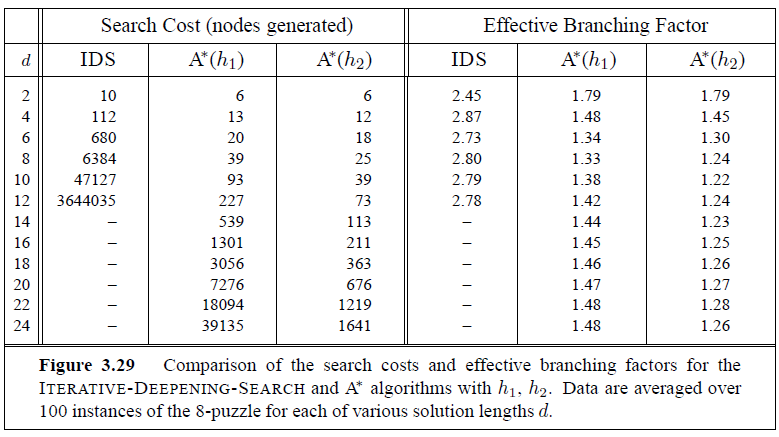 Search Cost (nodes generated) Effective Branching Factor
d IDS A*(h1) A*(h2) IDS A*(h1) A*(h2)
2 10 6 6 2.45 1.79 1.79
4 112 13 12 2.87 1.48 1.45
6 680 20 18 2.73 1.34 1.30
8 6384 39 25 2.80 1.33 1.24
10 47127 93 39 2.79 1.38 1.22
12 3644035 227 73 2.78 1.42 1.24
14 – 539 113 – 1.44 1.23
16 – 1301 211 – 1.45 1.25
18 – 3056 363 – 1.46 1.26
20 – 7276 676 – 1.47 1.27
22 – 18094 1219 – 1.48 1.28
24 – 39135 1641 – 1.48 1.26
Figure 3.29 Comparison of the search costs and effective branching factors for the
ITERATIVE-DEEPENING-SEARCH and A* algorithms with h1, h2. Data are averaged over
100 instances of the 8-puzzle for each of various solution lengths d.